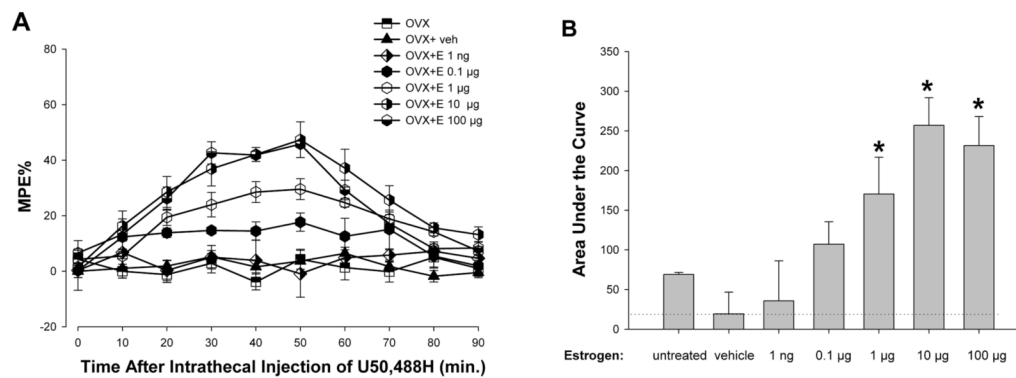 A
80
60
40
20
0
-20
MPE%
OVX
OVX+ veh
OVX+E 1 ng
OVX+E 0.1 µg
OVX+E 1 µg
OVX+E 10 µg
OVX+E 100 µg
0 10 20 30 40 50 60 70 80 90
Time After Intrathecal Injection of U50,488H (min.)
B
350
300
250
200
150
100
50
0
Area Under the Curve
* * *
Estrogen: untreated vehicle 1 ng 0.1 µg 1 µg 10 µg 100 µg